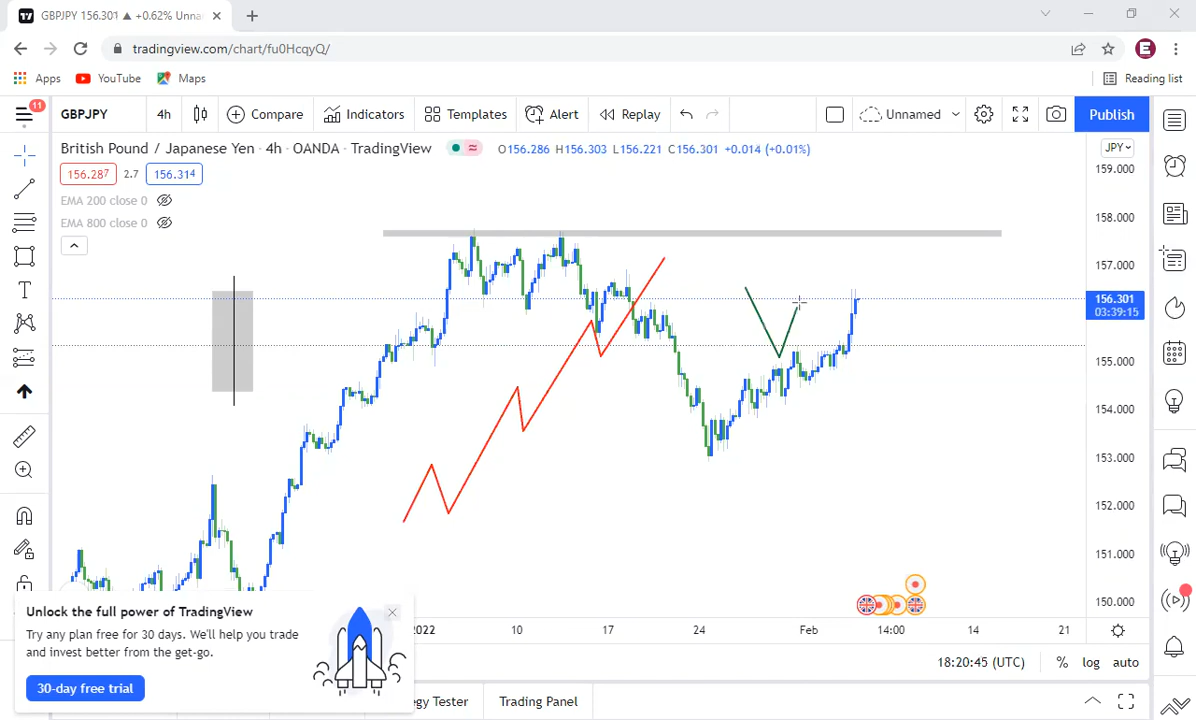 GBPJPY 156.301 ▲ +0.62% Unna
tradingview.com/chart/fu0HcqyQ/
Apps YouTube Maps Reading list
11
GBPJPY 4h Compare Indicators Templates Alert Replay Unnamed Publish
British Pound / Japanese Yen · 4h · OANDA · TradingView O156.286 H156.303 L156.221 C156.301 +0.014 (+0.01%)
JPY
156.287 2.7 156.314
EMA 200 close 0
EMA 800 close 0
159.000
158.000
157.000
156.301
03:39:15
155.000
154.000
153.000
152.000
151.000
150.000
2022 10 17 24 Feb 14:00 14 21
Unlock the full power of TradingView
Try any plan free for 30 days. We'll help you trade
and invest better from the get-go.
30-day free trial
18:20:45 (UTC) % log auto
egy Tester Trading Panel
E